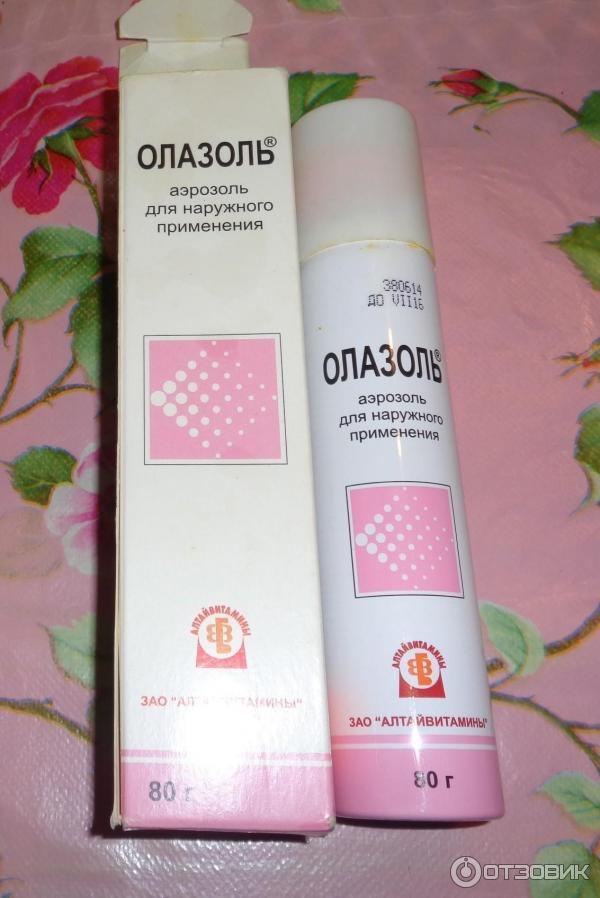 ОЛАЗОЛЬ®
аэрозоль
для наружного
применения
АЛТАЙВИТАМИНЫ
ЗАО "АЛТАЙВИТАМИНЫ"
80 г
380614
ДО VII16
ОЛАЗОЛЬ®
аэрозоль
для наружного
применения
АЛТАЙВИТАМИНЫ
ЗАО "АЛТАЙВИТАМИНЫ"
80 г
ОТЗОВИК